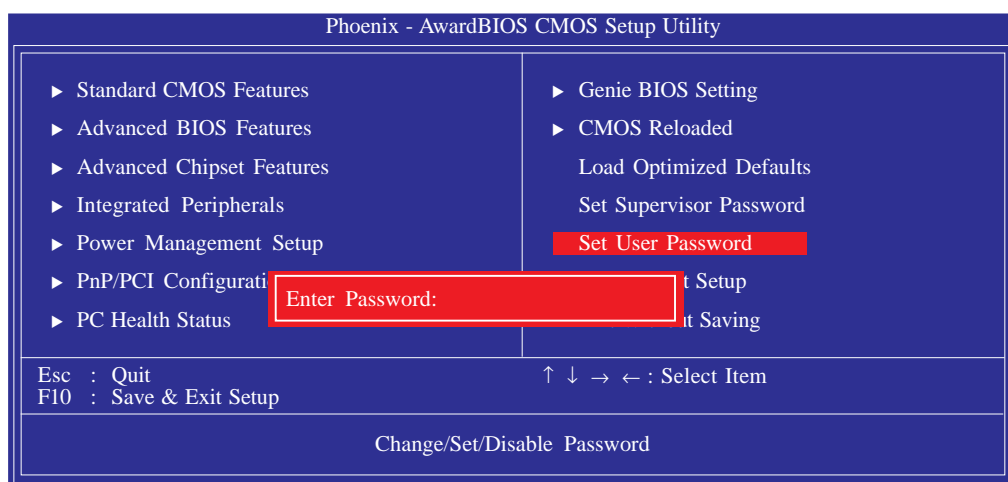 Phoenix - AwardBIOS CMOS Setup Utility
▶ Standard CMOS Features
▶ Advanced BIOS Features
▶ Advanced Chipset Features
▶ Integrated Peripherals
▶ Power Management Setup
▶ PnP/PCI Configurati
▶ PC Health Status
▶ Genie BIOS Setting
▶ CMOS Reloaded
Load Optimized Defaults
Set Supervisor Password
Set User Password
t Setup
ut Saving
Enter Password:
Esc : Quit
F10 : Save & Exit Setup
↑ ↓ → ← : Select Item
Change/Set/Disable Password